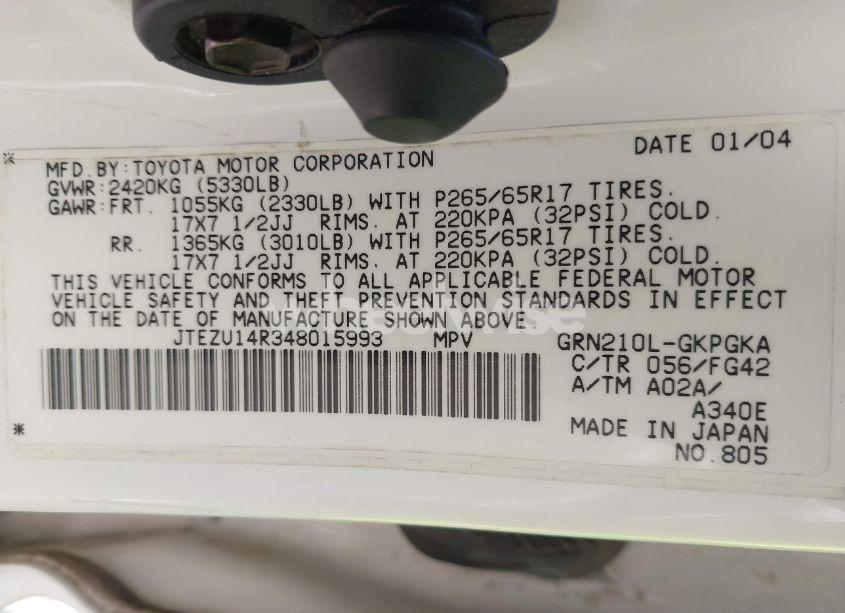 DATE 01/04
MFD.BY:TOYOTA MOTOR CORPORATION
GVWR:2420KG (5330LB)
GAWR:FRT. 1055KG (2330LB) WITH P265/65R17 TIRES.
17X7 1/2JJ RIMS. AT 220KPA (32PSI) COLD.
RR. 1365KG (3010LB) WITH P265/65R17 TIRES.
17X7 1/2JJ RIMS. AT 220KPA (32PSI) COLD.
THIS VEHICLE CONFORMS TO ALL APPLICABLE FEDERAL MOTOR
VEHICLE SAFETY AND THEFT PREVENTION STANDARDS IN EFFECT
ON THE DATE OF MANUFACTURE SHOWN ABOVE.
JTEZU14R348015993 MPV GRN210L-GKPGKA
C/TR 056/FG42
A/TM A02A/
A340E
MADE IN JAPAN
NO.805